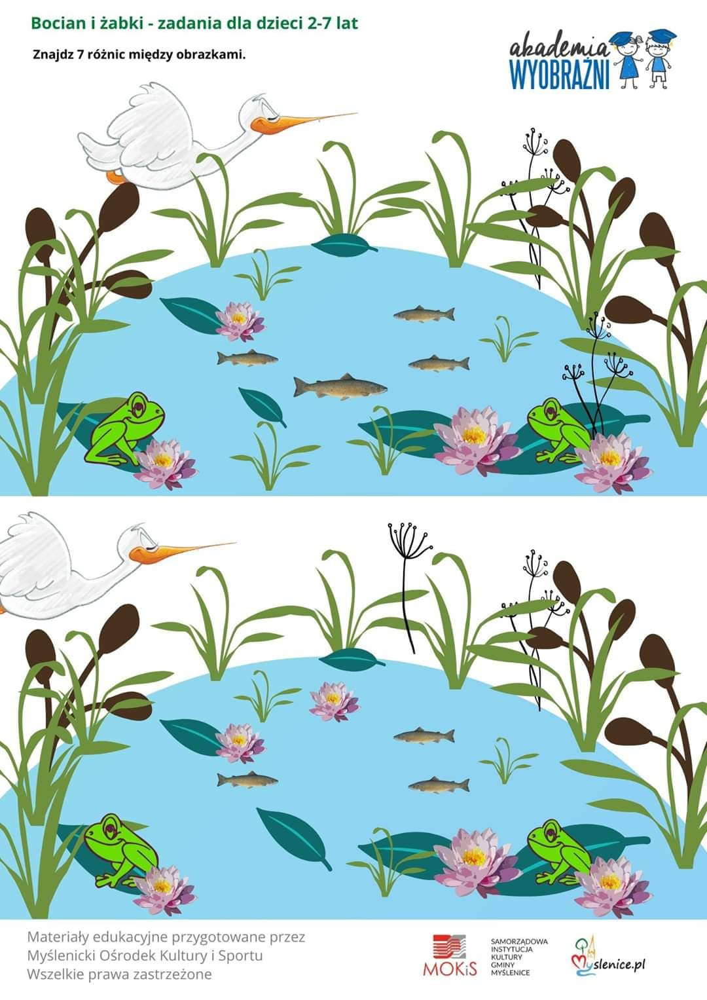 Bocian i żabki - zadania dla dzieci 2-7 lat
Znajdz 7 różnic między obrazkami.
akademia
WYOBRAŹNI
Materiały edukacyjne przygotowane przez
Myślenicki Ośrodek Kultury i Sportu
Wszelkie prawa zastrzeżone
MOKiS
SAMORZĄDOWA
INSTYTUCJA
KULTURY
GMINY
MYŚLENICE
Myslenice.pl